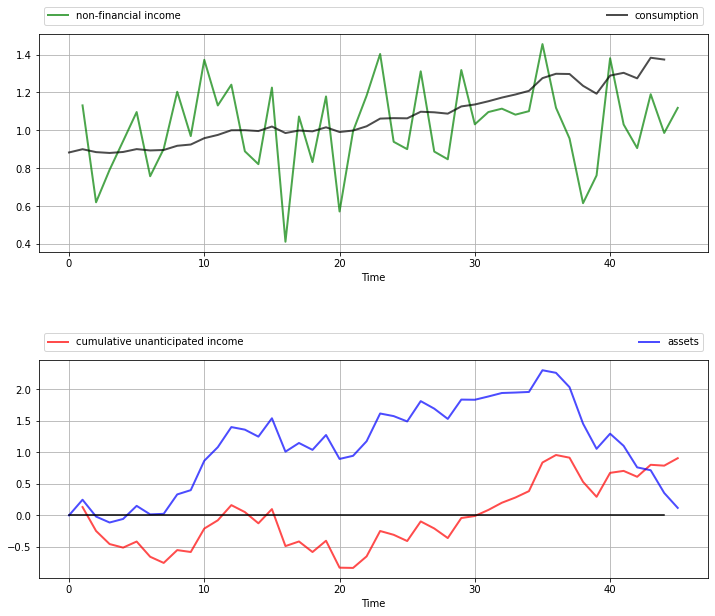 non-financial income consumption
1.4
1.2
1.0
0.8
0.6
0.4
0 10 20 30 40
Time
cumulative unanticipated income assets
2.0
1.5
1.0
0.5
0.0
−0.5
0 10 20 30 40
Time